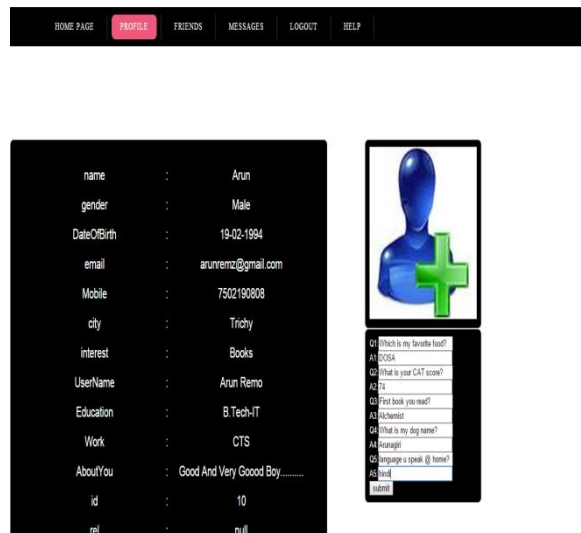 HOME PAGE PROFILE FRIENDS MESSAGES LOGOUT HELP
name : Arun
gender : Male
DateOfBirth : 19-02-1994
email : arunremz@gmail.com
Mobile : 7502190808
city : Trichy
interest : Books
UserName : Arun Remo
Education : B.Tech-IT
Work : CTS
AboutYou : Good And Very Goood Boy..........
id : 10
rel : null
Q1: Which is my favorite food?
A1: DOSA
Q2: What is your CAT score?
A2: 74
Q3: First book you read?
A3: Alchemist
Q4: What is my dog name?
A4: Arunagiri
Q5: language u speak @ home?
A5: hindi
submit